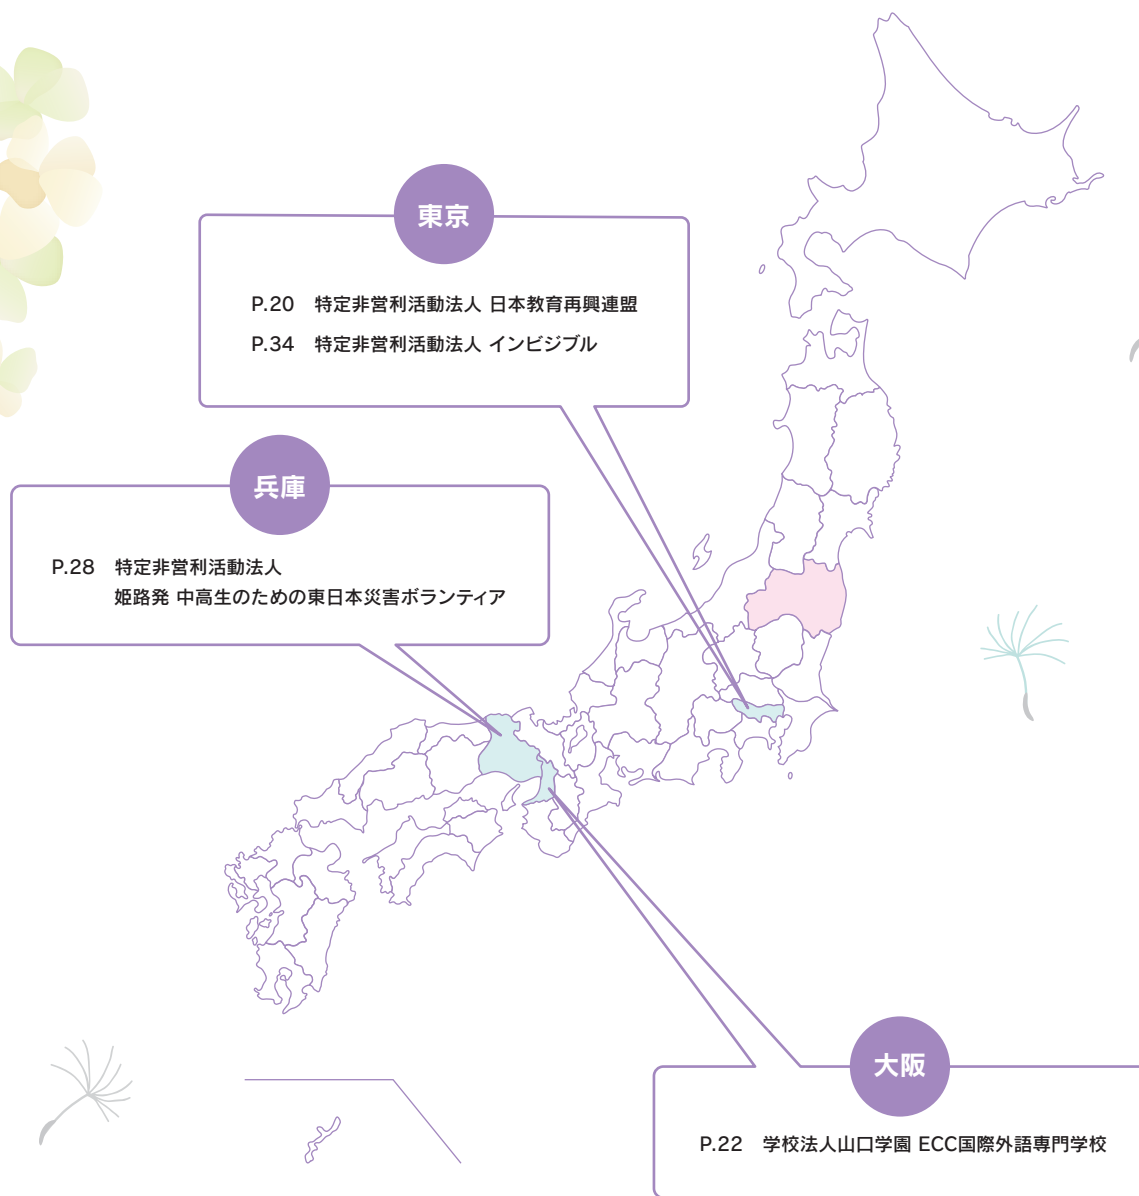 東京
P.20 特定非営利活動法人 日本教育再興連盟
P.34 特定非営利活動法人 インビジブル
兵庫
P.28 特定非営利活動法人
姫路発 中高生のための東日本災害ボランティア
大阪
P.22 学校法人山口学園 ECC国際外語専門学校